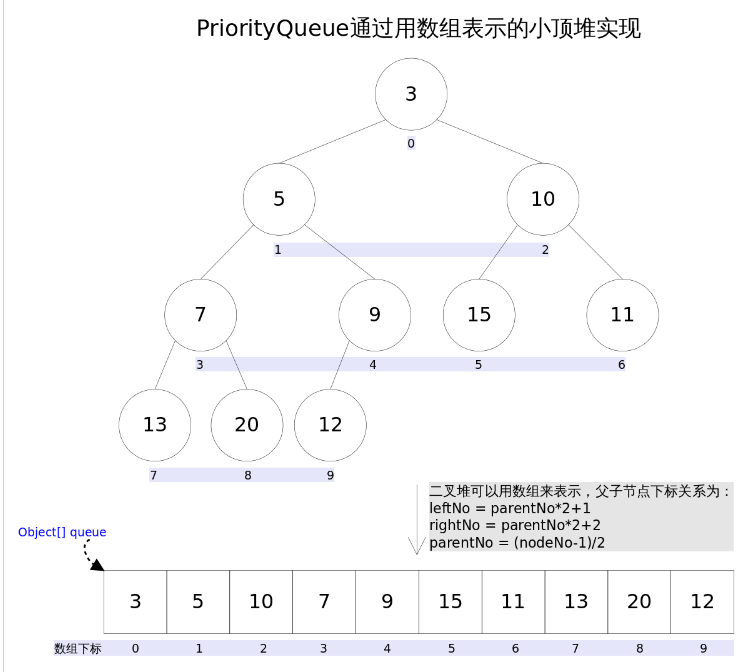 PriorityQueue通过用数组表示的小顶堆实现
3
0
5 10
1 2
7 9 15 11
3 4 5 6
13 20 12
7 8 9
二叉堆可以用数组来表示，父子节点下标关系为：
leftNo = parentNo*2+1
rightNo = parentNo*2+2
parentNo = (nodeNo-1)/2
Object[] queue
3 5 10 7 9 15 11 13 20 12
数组下标 0 1 2 3 4 5 6 7 8 9